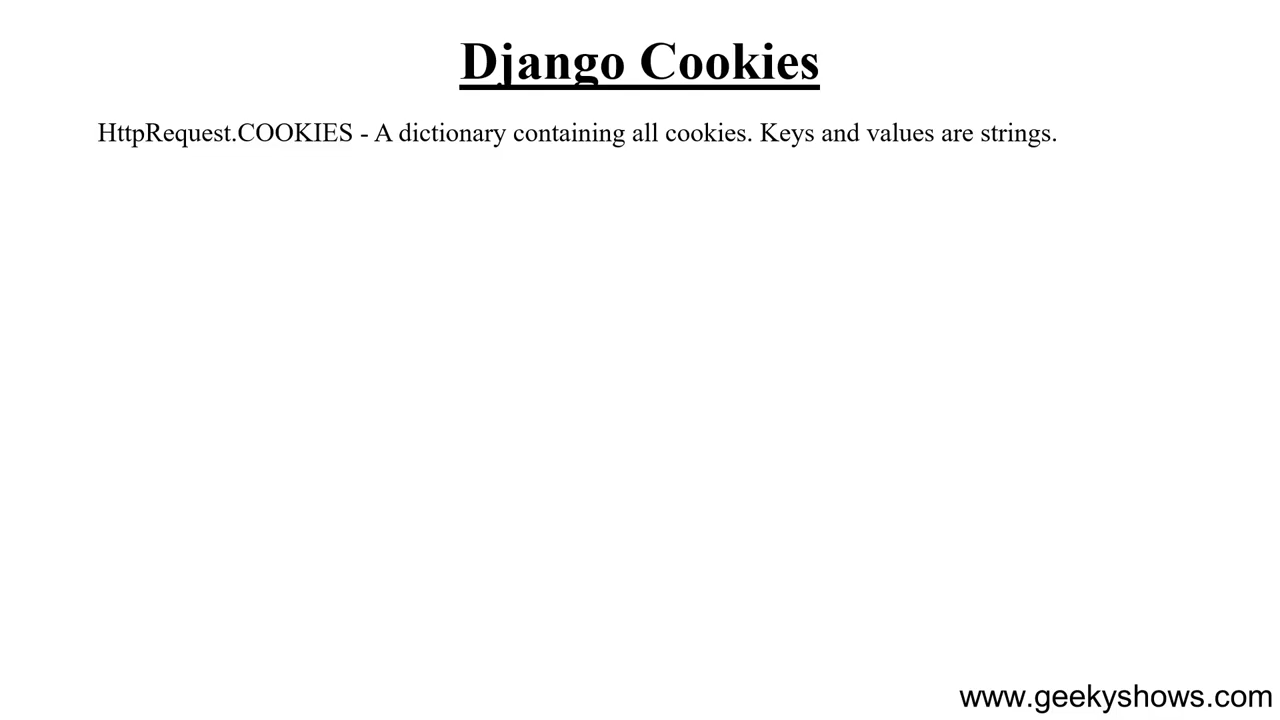 Django Cookies
HttpRequest.COOKIES - A dictionary containing all cookies. Keys and values are strings.
www.geekyshows.com